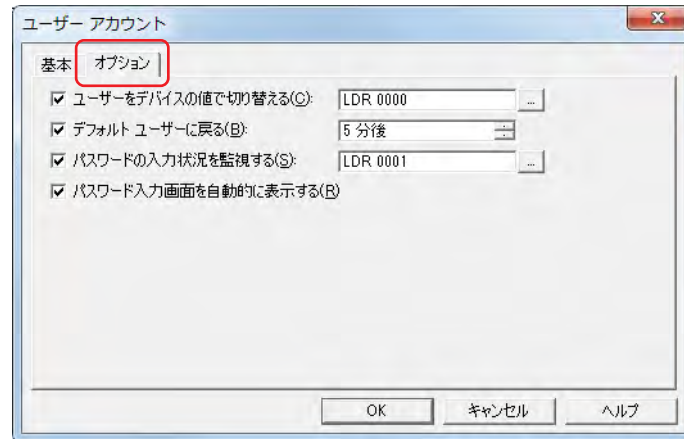 ユーザー アカウント
基本 オプション
ユーザーをデバイスの値で切り替える(C): LDR 0000 ...
デフォルト ユーザーに戻る(B): 5 分後
パスワードの入力状況を監視する(S): LDR 0001 ...
パスワード入力画面を自動的に表示する(R)
OK キャンセル ヘルプ